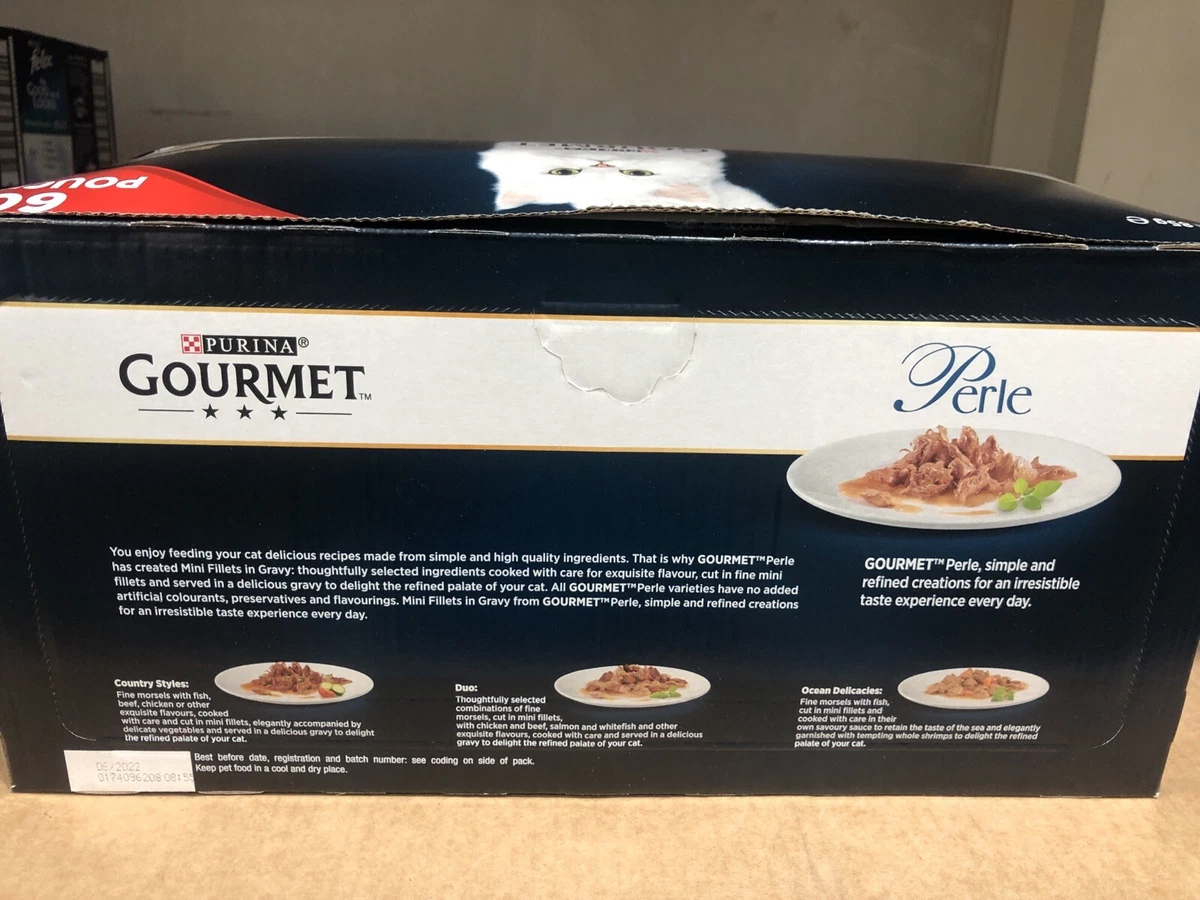 felix
60
POUC
85g e
PURINA®
GOURMET™
Perle
You enjoy feeding your cat delicious recipes made from simple and high quality ingredients. That is why GOURMET™Perle
has created Mini Fillets in Gravy: thoughtfully selected ingredients cooked with care for exquisite flavour, cut in fine mini
fillets and served in a delicious gravy to delight the refined palate of your cat. All GOURMET™Perle varieties have no added
artificial colourants, preservatives and flavourings. Mini Fillets in Gravy from GOURMET™Perle, simple and refined creations
for an irresistible taste experience every day.
GOURMET™ Perle, simple and
refined creations for an irresistible
taste experience every day.
Country Styles:
Fine morsels with fish,
beef, chicken or other
exquisite flavours, cooked
with care and cut in mini fillets, elegantly accompanied by
delicate vegetables and served in a delicious gravy to delight
the refined palate of your cat.
Duo:
Thoughtfully selected
combinations of fine
morsels, cut in mini fillets,
with chicken and beef, salmon and whitefish and other
exquisite flavours, cooked with care and served in a delicious
gravy to delight the refined palate of your cat.
Ocean Delicacies:
Fine morsels with fish,
cut in mini fillets and
cooked with care in their
own savoury sauce to retain the taste of the sea and elegantly
garnished with tempting whole shrimps to delight the refined
palate of your cat.
06/2022
0174096208 08:55
Best before date, registration and batch number: see coding on side of pack.
Keep pet food in a cool and dry place.